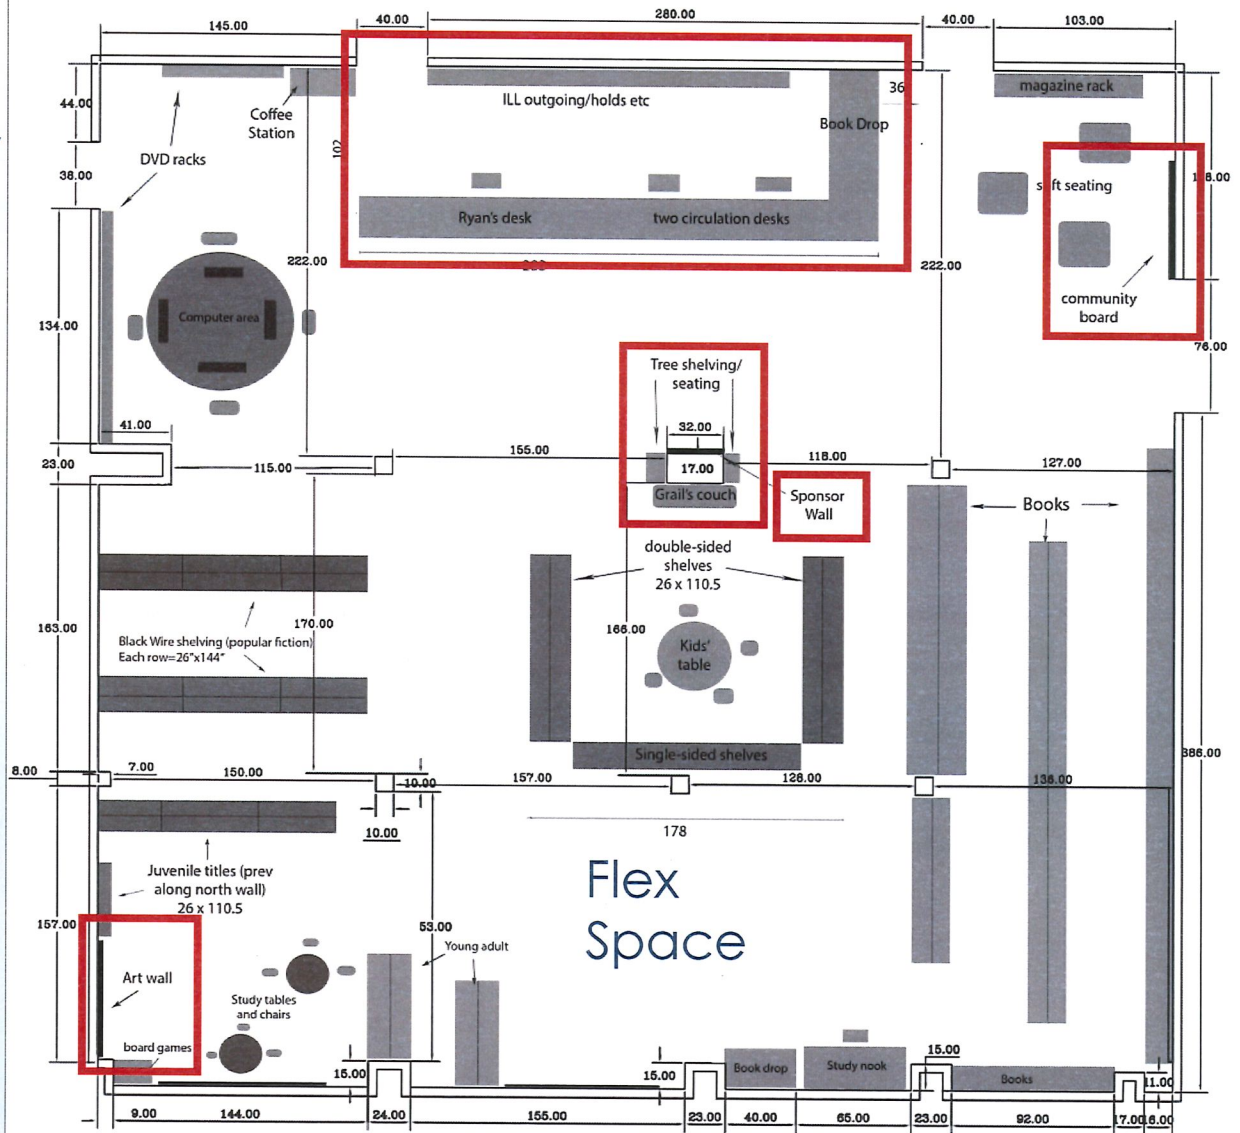 145.00
40.00
280.00
40.00
103.00
44.00
Coffee
Station
ILL outgoing/holds etc
36
magazine rack
Book Drop
102
DVD racks
38.00
soft seating
Ryan's desk
two circulation desks
222.00
222.00
community
board
Computer area
134.00
76.00
Tree shelving/
seating
41.00
32.00
23.00
115.00
155.00
17.00
118.00
127.00
Grail's couch
Sponsor
Wall
Books
double-sided
shelves
26 x 110.5
163.00
170.00
166.00
Black Wire shelving (popular fiction)
Each row=26"x144"
Kids'
table
Single-sided shelves
386.00
8.00
7.00
150.00
10.00
157.00
128.00
136.00
10.00
178
Juvenile titles (prev
along north wall)
26 x 110.5
Flex
Space
157.00
53.00
Young adult
Art wall
Study tables
and chairs
board games
15.00
15.00
Book drop
Study nook
15.00
Books
11.00
9.00
144.00
24.00
155.00
23.00
40.00
65.00
23.00
92.00
17.00
16.00